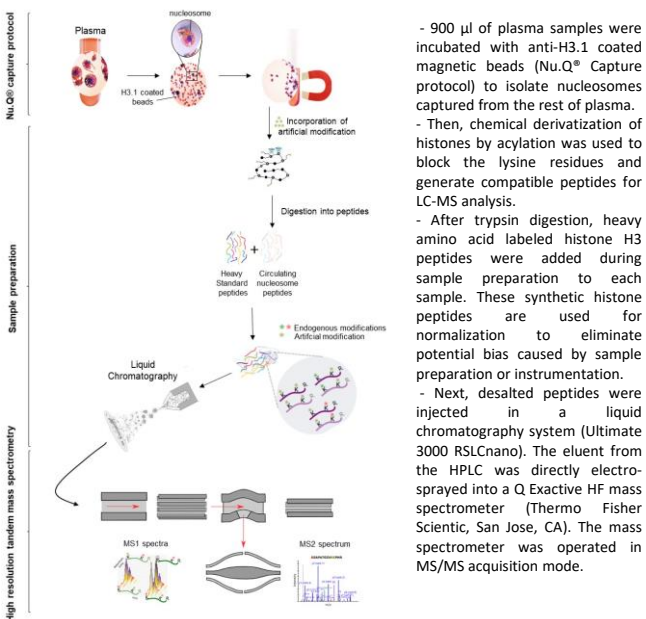 Nu.Q® capture protocol
nucleosome
Plasma
H3.1 coated
beads
Incorporation of
artificial modification
Sample preparation
Digestion into peptides
Heavy
Standard
peptides
+
Circulating
nucleosome
peptides
Endogenous modifications
Artifcial modification
Liquid
Chromatography
High resolution tandem mass spectrometry
MS1 spectra
MS2 spectrum
- 900 µl of plasma samples were
incubated with anti-H3.1 coated
magnetic beads (Nu.Q® Capture
protocol) to isolate nucleosomes
captured from the rest of plasma.
- Then, chemical derivatization of
histones by acylation was used to
block the lysine residues and
generate compatible peptides for
LC-MS analysis.
- After trypsin digestion, heavy
amino acid labeled histone H3
peptides were added during
sample preparation to each
sample. These synthetic histone
peptides are used for
normalization to eliminate
potential bias caused by sample
preparation or instrumentation.
- Next, desalted peptides were
injected in a liquid
chromatography system (Ultimate
3000 RSLCnano). The eluent from
the HPLC was directly electro-
sprayed into a Q Exactive HF mass
spectrometer (Thermo Fisher
Scientic, San Jose, CA). The mass
spectrometer was operated in
MS/MS acquisition mode.